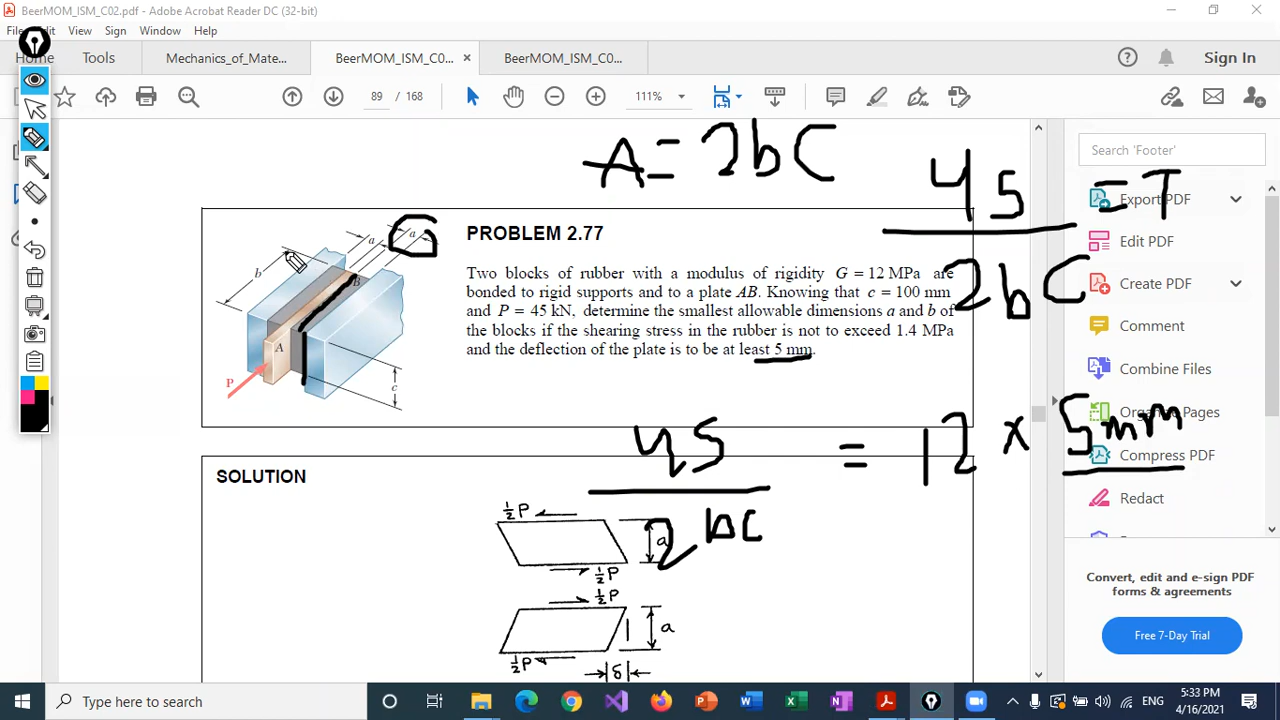 BeerMOM_ISM_C02.pdf - Adobe Acrobat Reader DC (32-bit)
File Edit View Sign Window Help
Home Tools Mechanics_of_Mate... BeerMOM_ISM_C0... × BeerMOM_ISM_C0... Sign In
89 / 168 111%
A = 2bC
45 = T
2bC
Search 'Footer'
Export PDF
Edit PDF
Create PDF
Comment
Combine Files
Organize Pages
Compress PDF
Redact
Convert, edit and e-sign PDF
forms & agreements
Free 7-Day Trial
a
a
b
B
A
P
c
PROBLEM 2.77
Two blocks of rubber with a modulus of rigidity G = 12 MPa are
bonded to rigid supports and to a plate AB. Knowing that c = 100 mm
and P = 45 kN, determine the smallest allowable dimensions a and b of
the blocks if the shearing stress in the rubber is not to exceed 1.4 MPa
and the deflection of the plate is to be at least 5 mm.
45 = 12 × 5mm
2bC
SOLUTION
½P
a
½P
½P
a
½P
δ
Type here to search
ENG
5:33 PM
4/16/2021